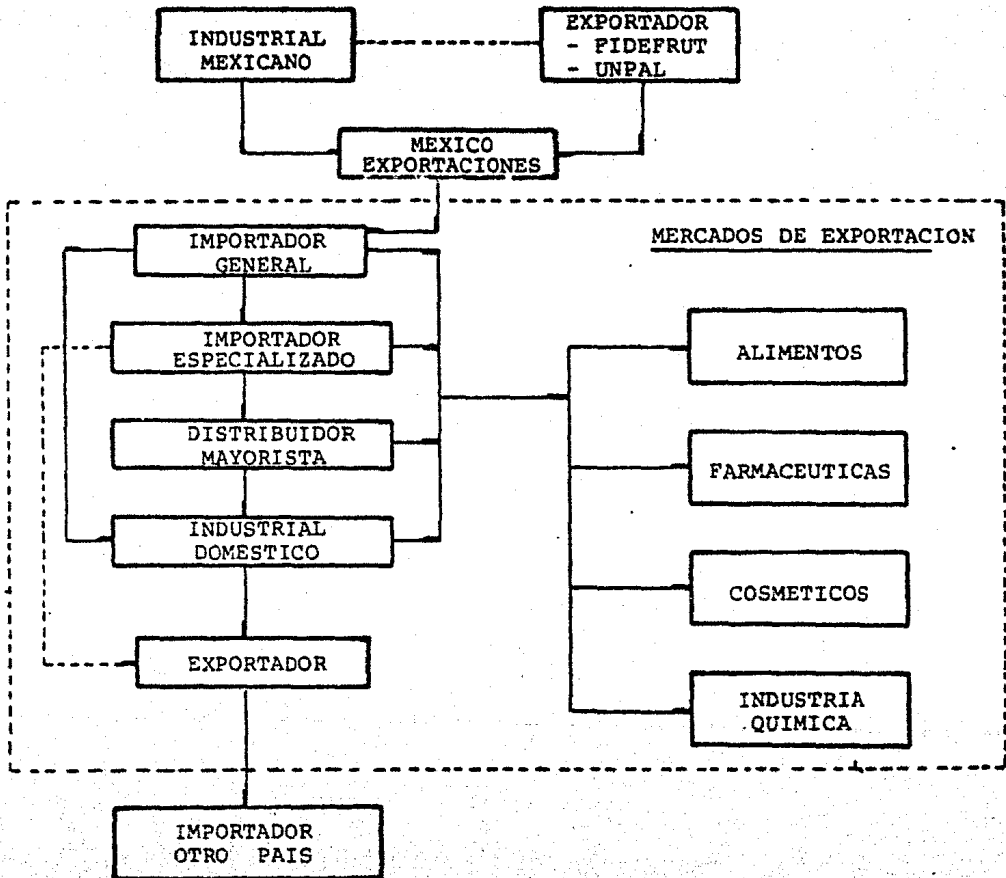 INDUSTRIAL
MEXICANO
EXPORTADOR
- FIDEFRUT
- UNPAL
MEXICO
EXPORTACIONES
MERCADOS DE EXPORTACION
IMPORTADOR
GENERAL
IMPORTADOR
ESPECIALIZADO
DISTRIBUIDOR
MAYORISTA
INDUSTRIAL
DOMESTICO
EXPORTADOR
IMPORTADOR
OTRO PAIS
ALIMENTOS
FARMACEUTICAS
COSMETICOS
INDUSTRIA
QUIMICA